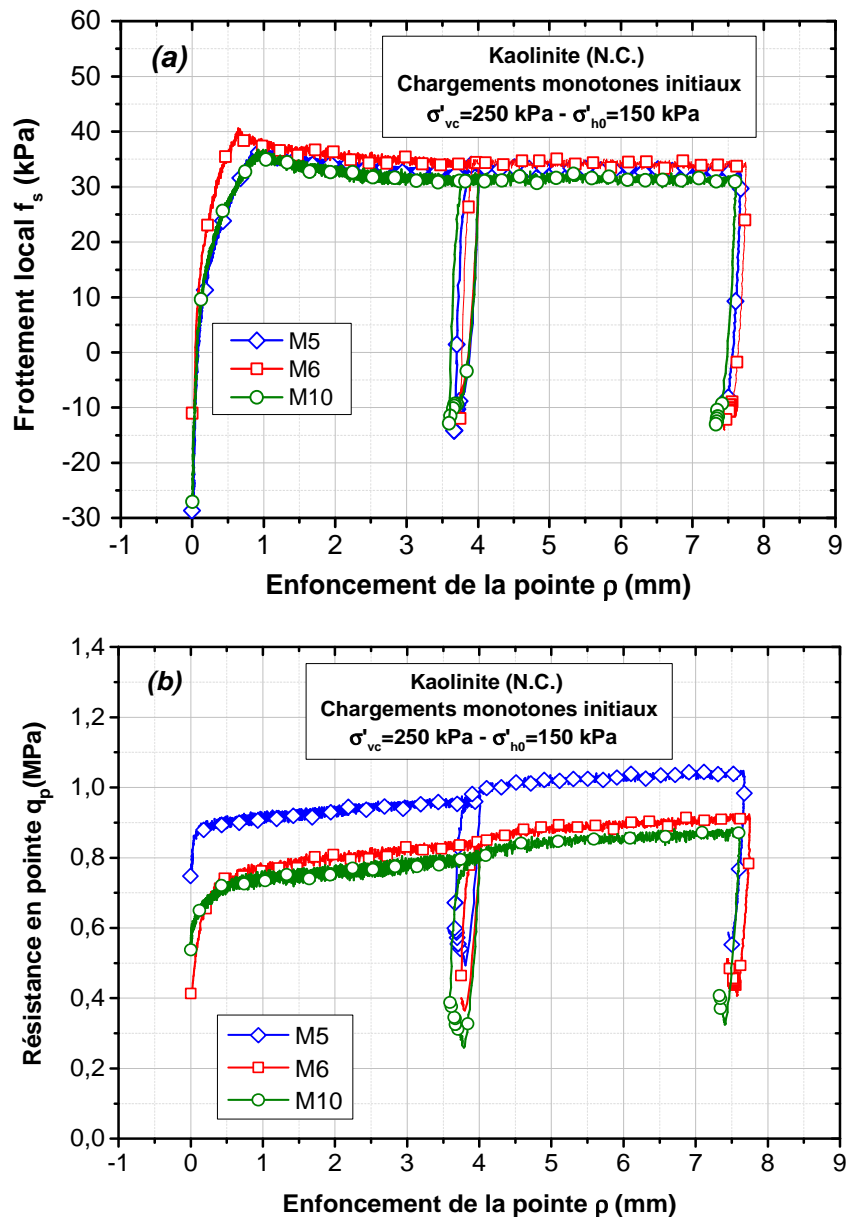 (a)
Kaolinite (N.C.)
Chargements monotones initiaux
σ'vc=250 kPa - σ'h0=150 kPa
Frottement local fs (kPa)
60
50
40
30
20
10
0
-10
-20
-30
M5
M6
M10
-1 0 1 2 3 4 5 6 7 8 9
Enfoncement de la pointe ρ (mm)
(b)
Kaolinite (N.C.)
Chargements monotones initiaux
σ'vc=250 kPa - σ'h0=150 kPa
Résistance en pointe qp(MPa)
1,4
1,2
1,0
0,8
0,6
0,4
0,2
0,0
M5
M6
M10
-1 0 1 2 3 4 5 6 7 8 9
Enfoncement de la pointe ρ (mm)